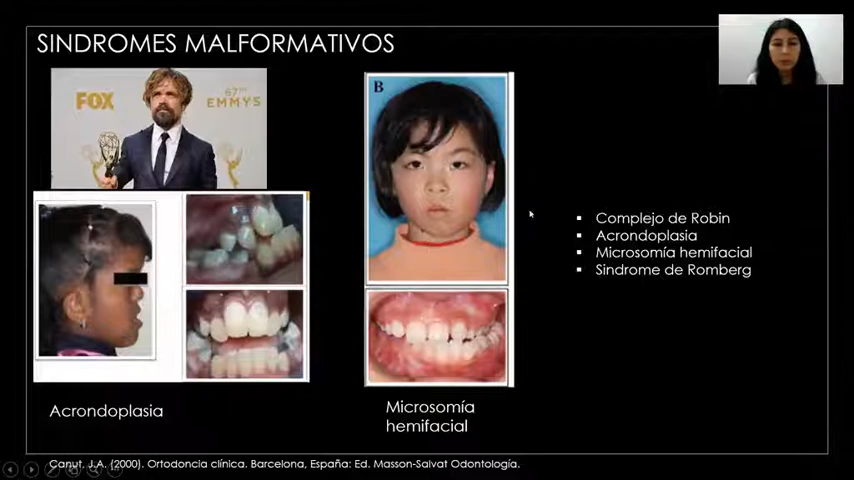 SINDROMES MALFORMATIVOS
FOX
67TH
EMMYS
B
Complejo de Robin
Acrondoplasia
Microsomía hemifacial
Sindrome de Romberg
Acrondoplasia
Microsomía
hemifacial
Canut, J.A. (2000). Ortodoncia clínica. Barcelona, España: Ed. Masson-Salvat Odontología.